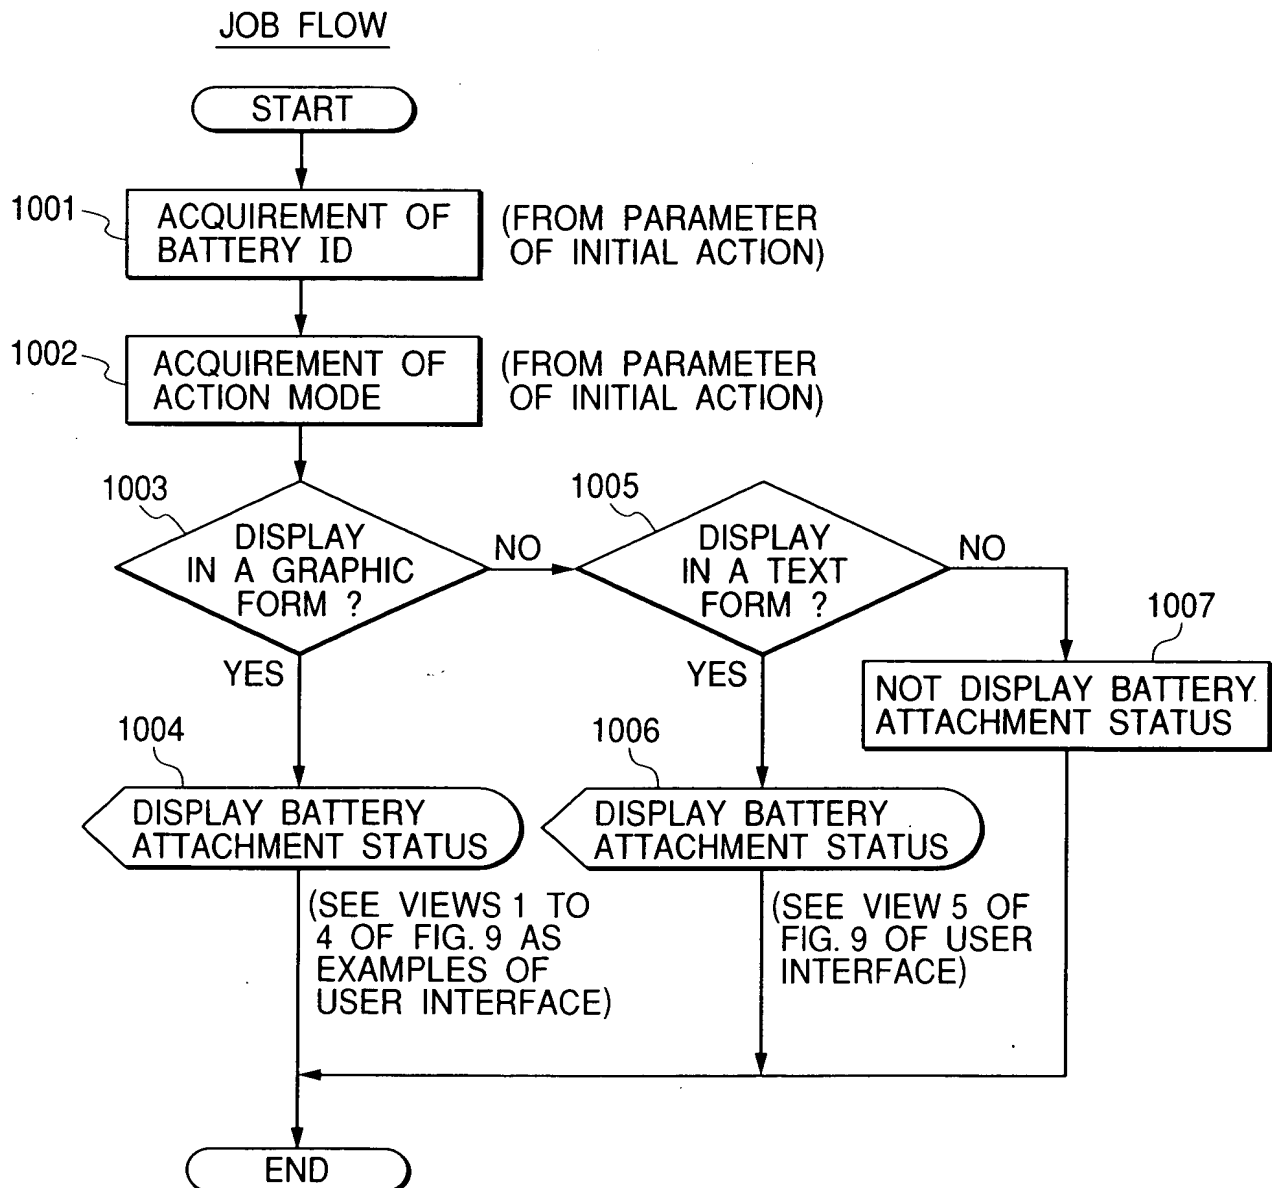 JOB FLOW
START
1001
ACQUIREMENT OF
BATTERY ID
(FROM PARAMETER
OF INITIAL ACTION)
1002
ACQUIREMENT OF
ACTION MODE
(FROM PARAMETER
OF INITIAL ACTION)
1003
DISPLAY
IN A GRAPHIC
FORM ?
NO
YES
1005
DISPLAY
IN A TEXT
FORM ?
NO
YES
1007
NOT DISPLAY BATTERY
ATTACHMENT STATUS
1004
DISPLAY BATTERY
ATTACHMENT STATUS
(SEE VIEWS 1 TO
4 OF FIG. 9 AS
EXAMPLES OF
USER INTERFACE)
1006
DISPLAY BATTERY
ATTACHMENT STATUS
(SEE VIEW 5 OF
FIG. 9 OF USER
INTERFACE)
END